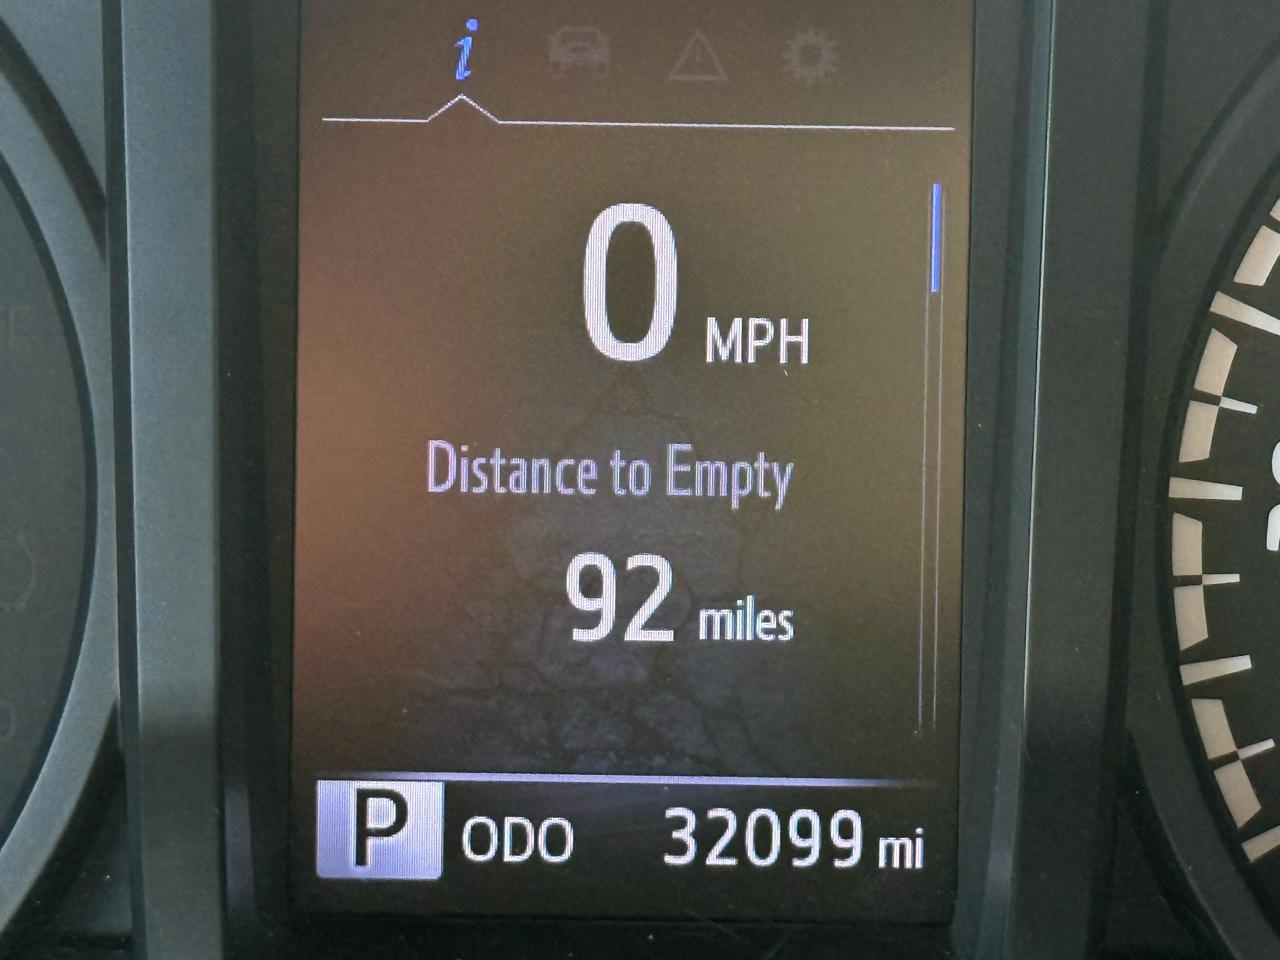 i
0 MPH
Distance to Empty
92 miles
P ODO 32099 mi